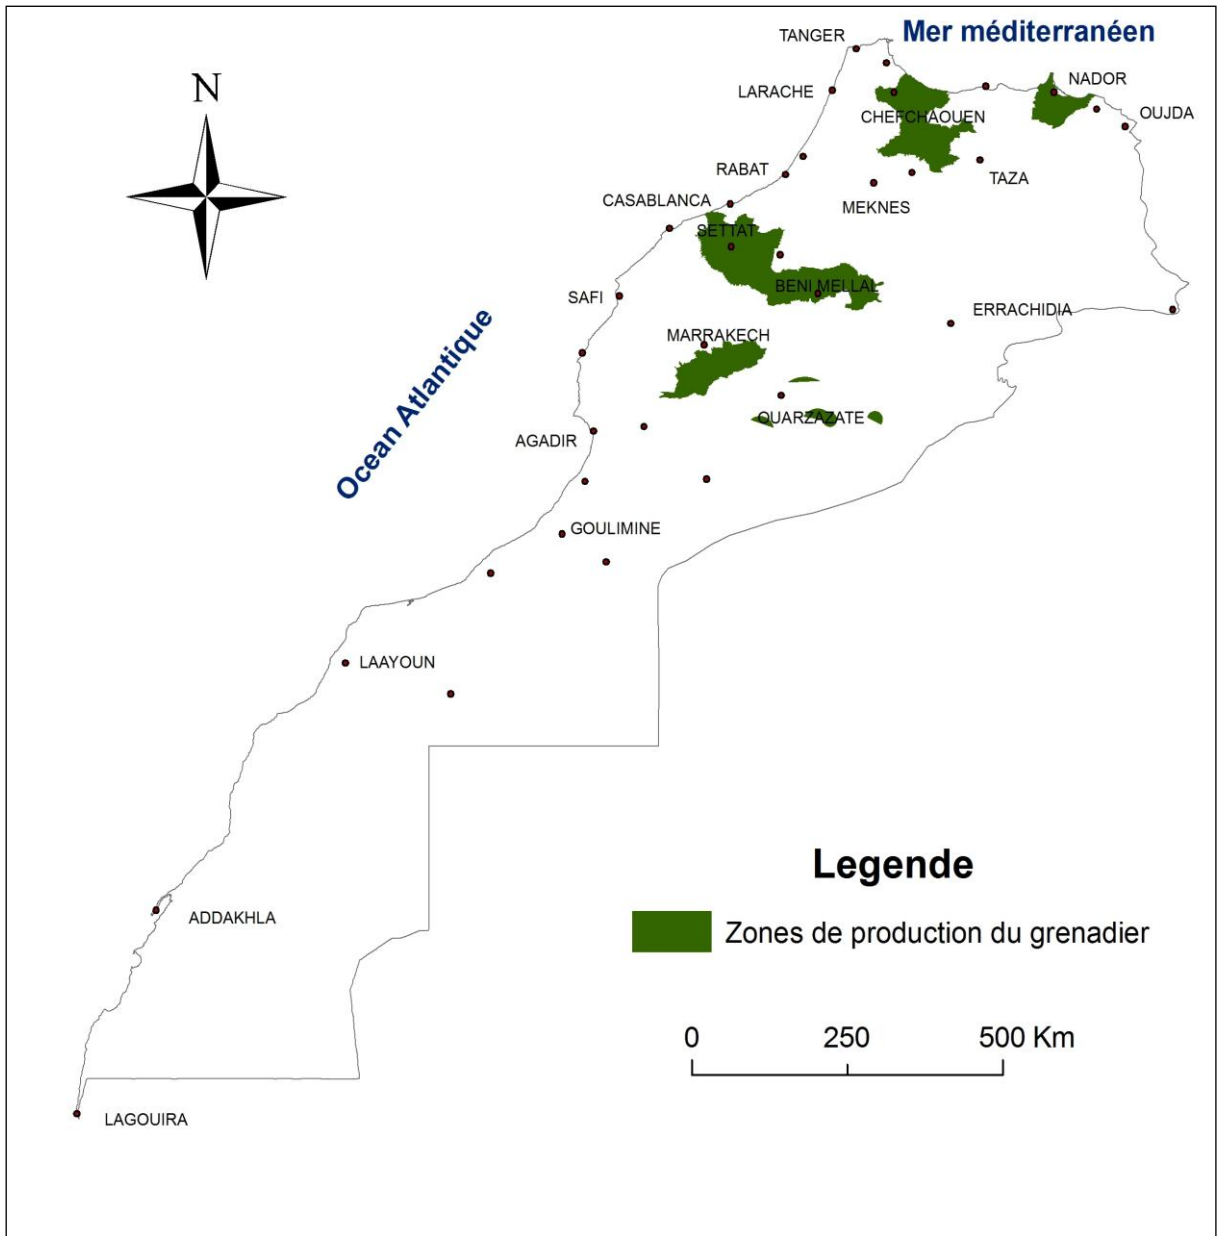 Mer méditerranéen
TANGER
N
NADOR
LARACHE
OUJDA
CHEFCHAOUEN
RABAT
TAZA
CASABLANCA
MEKNES
SETTAT
BENI MELLAL
SAFI
ERRACHIDIA
MARRAKECH
Ocean Atlantique
OUARZAZATE
AGADIR
GOULIMINE
LAAYOUN
Legende
ADDAKHLA
Zones de production du grenadier
0 250 500 Km
LAGOUIRA